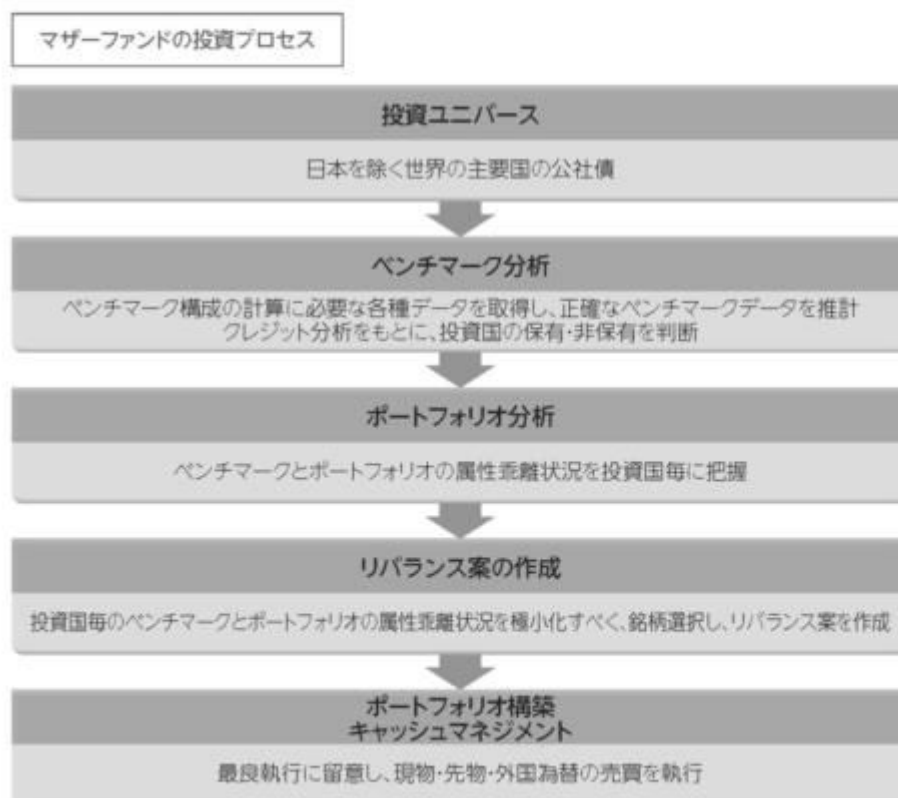 マザーファンドの投資プロセス
投資ユニバース
日本を除く世界の主要国の公社債
ベンチマーク分析
ベンチマーク構成の計算に必要な各種データを取得し、正確なベンチマークデータを推計
クレジット分析をもとに、投資国の保有・非保有を判断
ポートフォリオ分析
ベンチマークとポートフォリオの属性乖離状況を投資国毎に把握
リバランス案の作成
投資国毎のベンチマークとポートフォリオの属性乖離状況を極小化すべく、銘柄選択し、リバランス案を作成
ポートフォリオ構築
キャッシュマネジメント
最良執行に留意し、現物・先物・外国為替の売買を執行